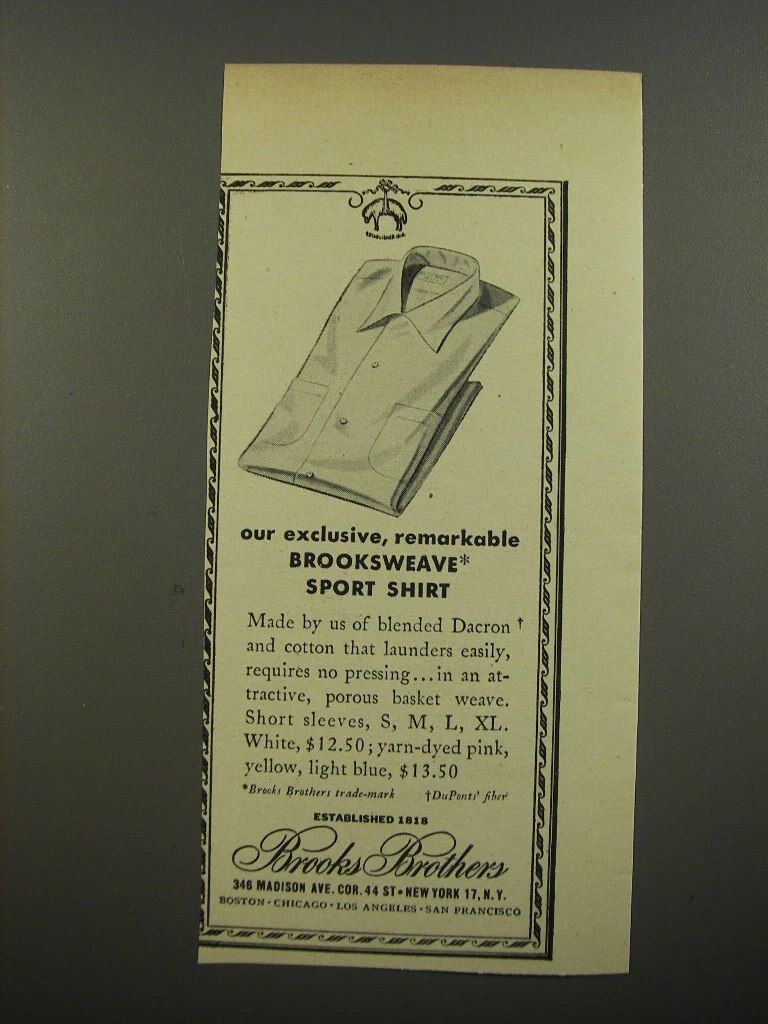 ESTABLISHED 1818
our exclusive, remarkable
BROOKSWEAVE*
SPORT SHIRT
Made by us of blended Dacron†
and cotton that launders easily,
requires no pressing...in an at-
tractive, porous basket weave.
Short sleeves, S, M, L, XL.
White, $12.50; yarn-dyed pink,
yellow, light blue, $13.50
*Brooks Brothers trade-mark †DuPonts' fiber
ESTABLISHED 1818
Brooks Brothers
346 MADISON AVE. COR. 44 ST • NEW YORK 17, N. Y.
BOSTON • CHICAGO • LOS ANGELES • SAN FRANCISCO